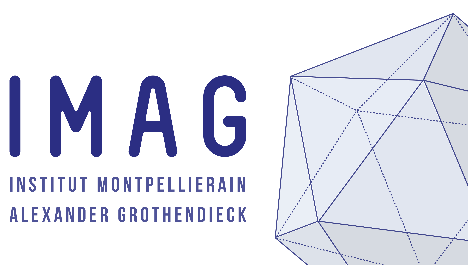 IMAG
INSTITUT MONTPELLIERAIN
ALEXANDER GROTHENDIECK